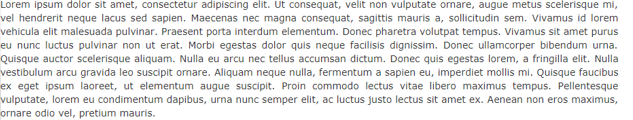 Lorem ipsum dolor sit amet, consectetur adipiscing elit. Ut consequat, velit non vulputate ornare, augue metus scelerisque mi,
vel hendrerit neque lacus sed sapien. Maecenas nec magna consequat, sagittis mauris a, sollicitudin sem. Vivamus id lorem
vehicula elit malesuada pulvinar. Praesent porta interdum elementum. Donec pharetra volutpat tempus. Vivamus sit amet purus
eu nunc luctus pulvinar non ut erat. Morbi egestas dolor quis neque facilisis dignissim. Donec ullamcorper bibendum urna.
Quisque auctor scelerisque aliquam. Nulla eu arcu nec tellus accumsan dictum. Donec quis egestas lorem, a fringilla elit. Nulla
vestibulum arcu gravida leo suscipit ornare. Aliquam neque nulla, fermentum a sapien eu, imperdiet mollis mi. Quisque faucibus
ex eget ipsum laoreet, ut elementum augue suscipit. Proin commodo lectus vitae libero maximus tempus. Pellentesque
vulputate, lorem eu condimentum dapibus, urna nunc semper elit, ac luctus justo lectus sit amet ex. Aenean non eros maximus,
ornare odio vel, pretium mauris.